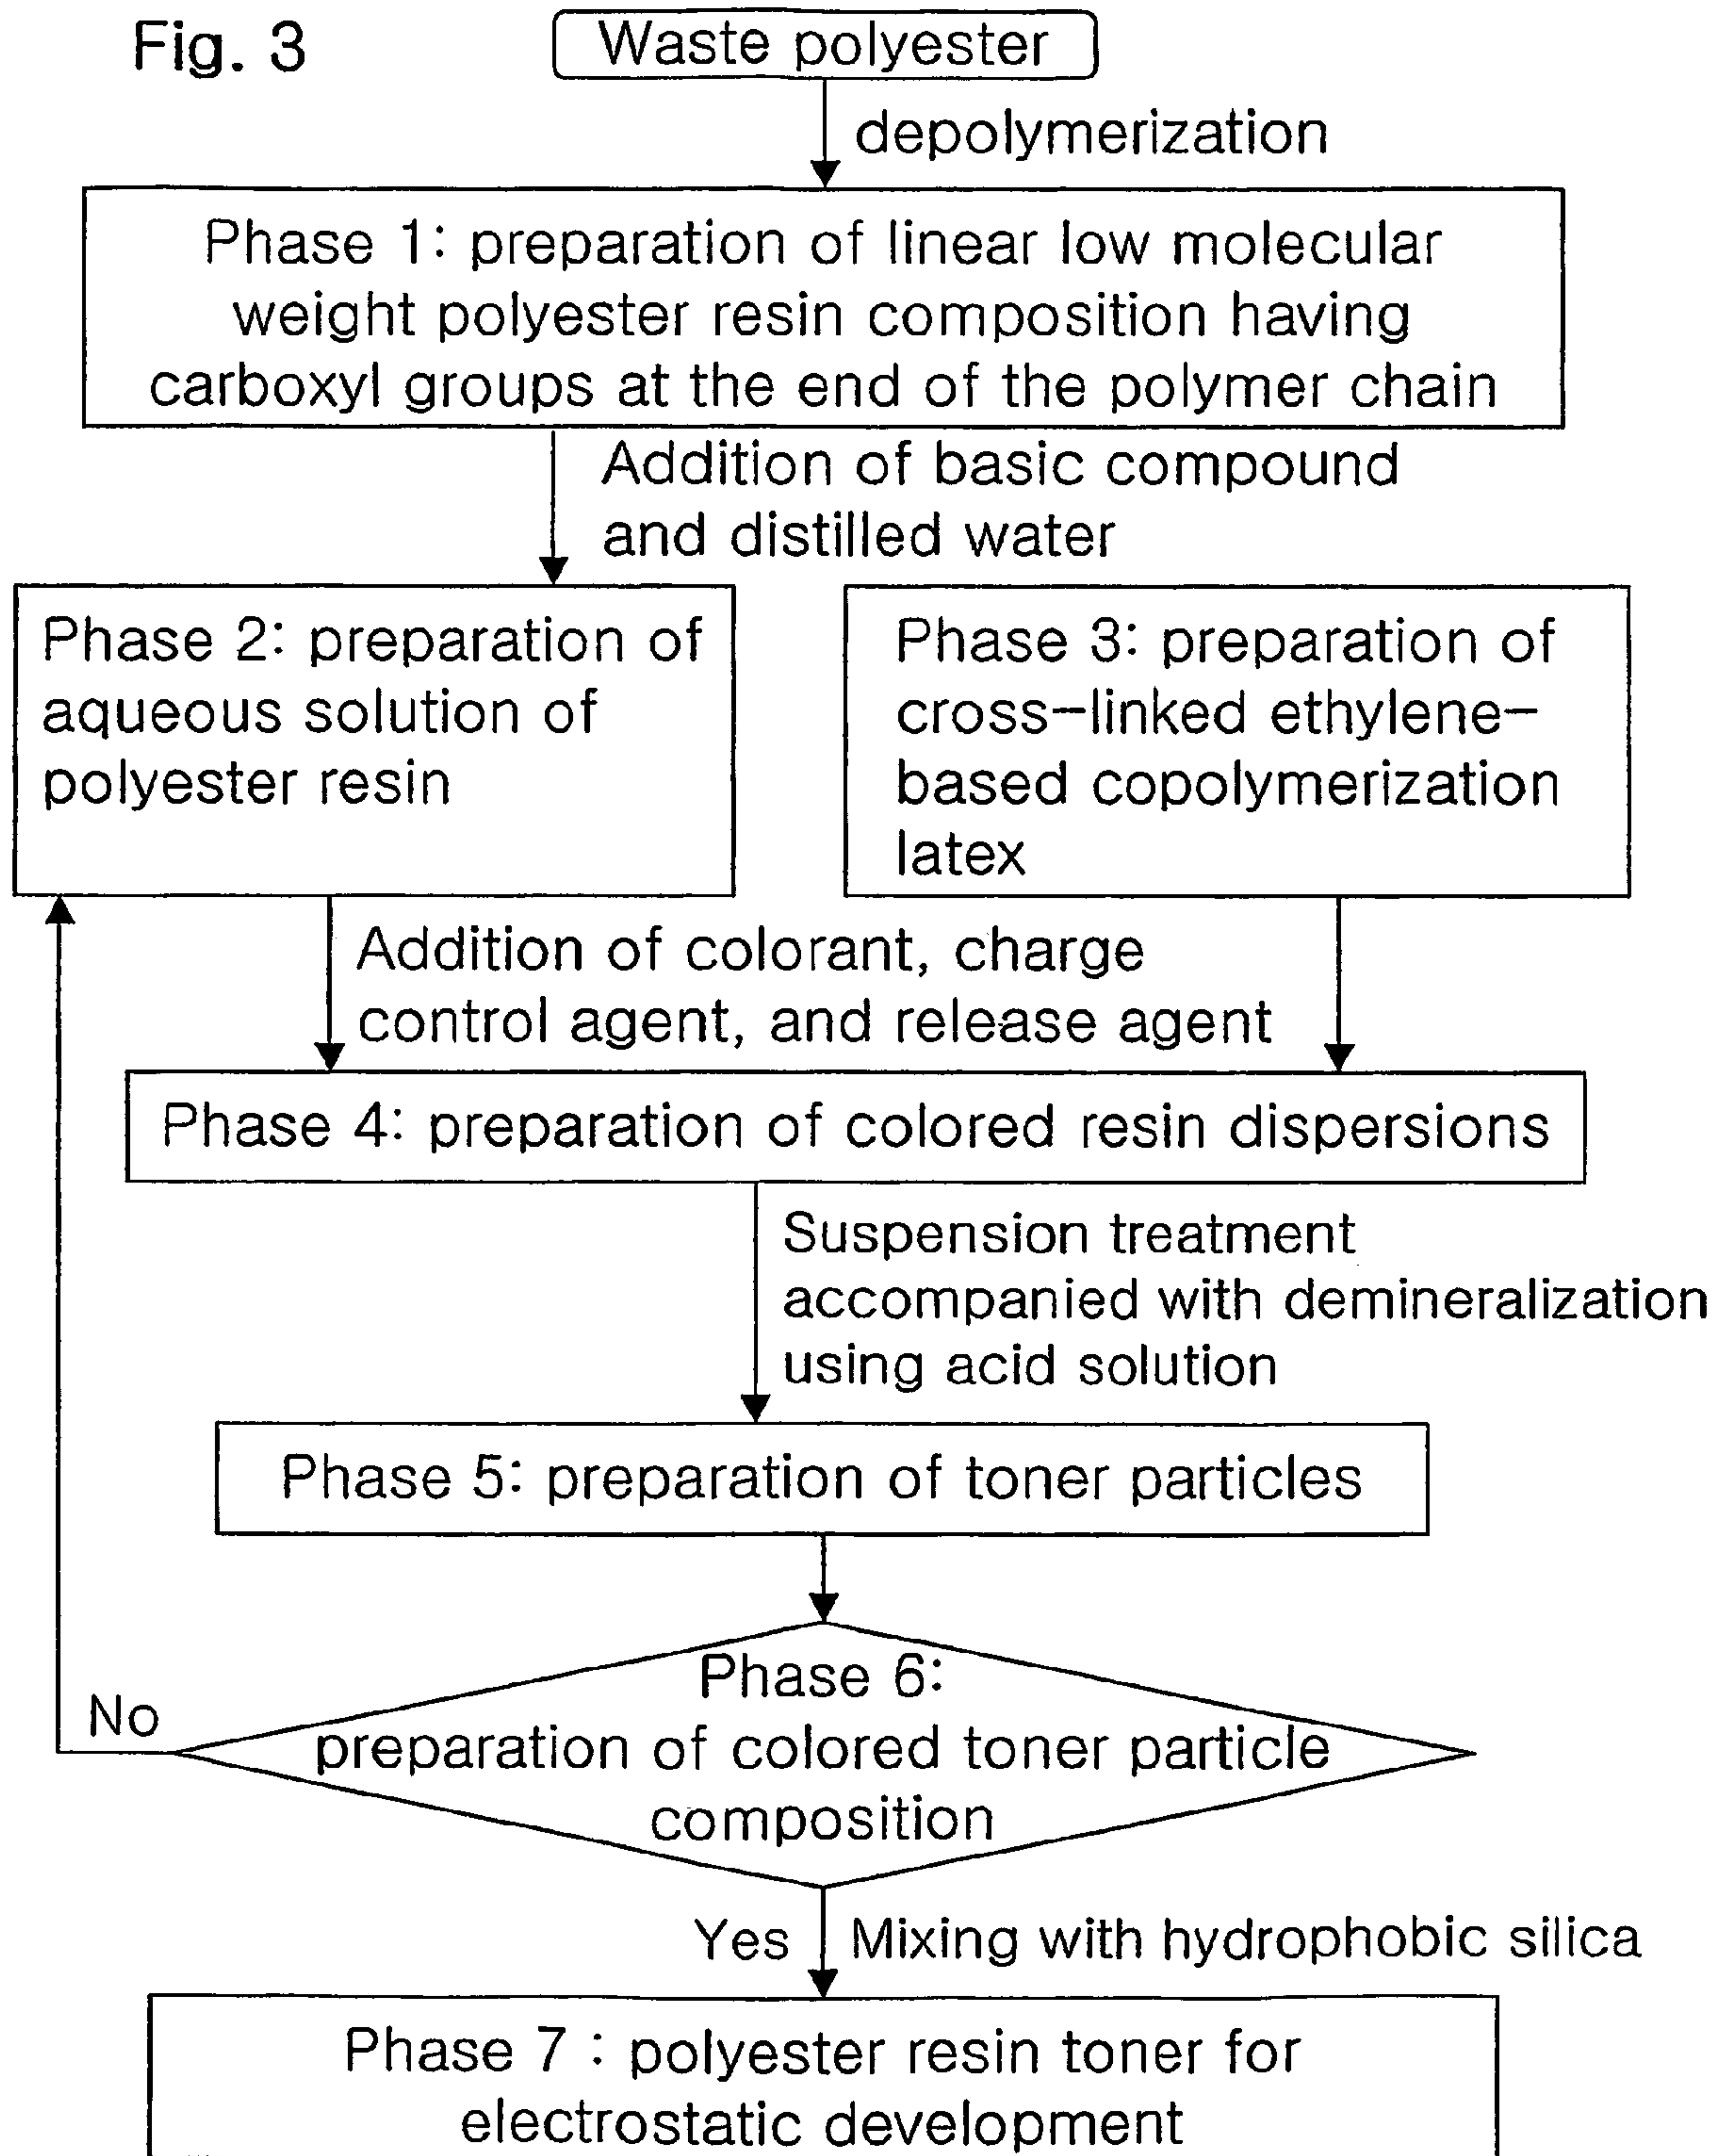 Fig. 3
Waste polyester
depolymerization
Phase 1: preparation of linear low molecular
weight polyester resin composition having
carboxyl groups at the end of the polymer chain
Addition of basic compound
and distilled water
Phase 2: preparation of
aqueous solution of
polyester resin
Phase 3: preparation of
cross-linked ethylene-
based copolymerization
latex
Addition of colorant, charge
control agent, and release agent
Phase 4: preparation of colored resin dispersions
Suspension treatment
accompanied with demineralization
using acid solution
Phase 5: preparation of toner particles
Phase 6:
preparation of colored toner particle
composition
No
Yes
Mixing with hydrophobic silica
Phase 7 : polyester resin toner for
electrostatic development